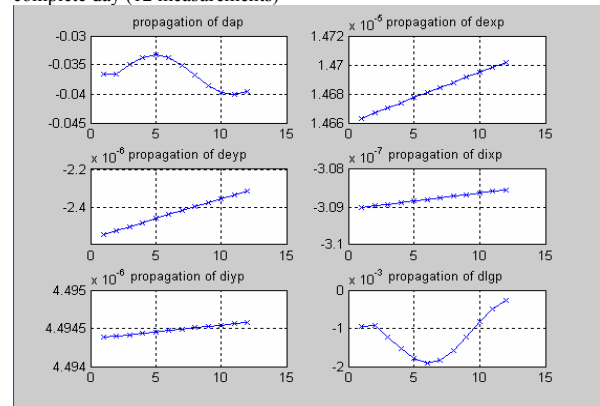 complete day (12 measurements)
propagation of dap
-0.03
-0.035
-0.04
-0.045
0 5 10 15
x 10^-5 propagation of dexp
1.472
1.47
1.468
1.466
0 5 10 15
x 10^-6 propagation of deyp
-2.2
-2.4
0 5 10 15
x 10^-7 propagation of dixp
-3.08
-3.09
-3.1
0 5 10 15
x 10^-6 propagation of diyp
4.495
4.4945
4.494
0 5 10 15
x 10^-3 propagation of dlgp
0
-1
-2
0 5 10 15